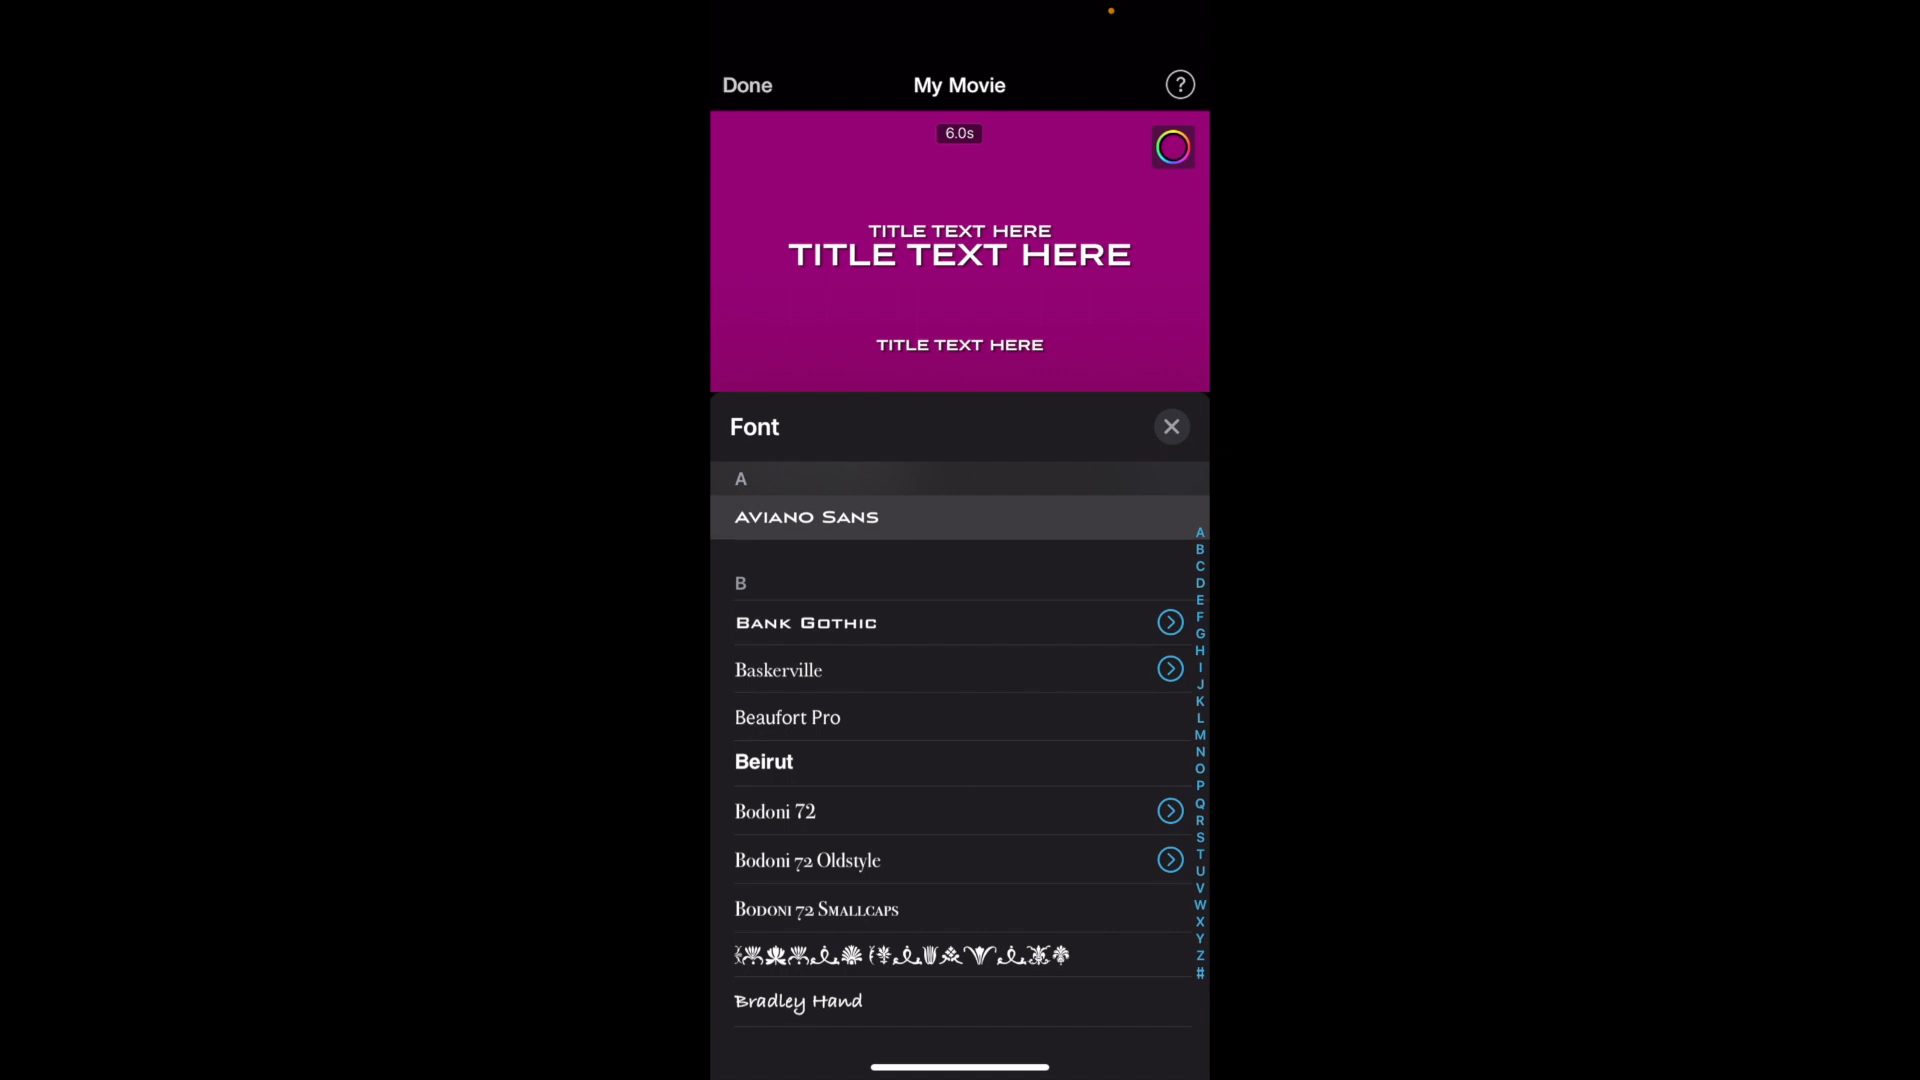 Done
My Movie
?
6.0s
TITLE TEXT HERE
TITLE TEXT HERE
TITLE TEXT HERE
Font
A
AVIANO SANS
B
BANK GOTHIC
Baskerville
Beaufort Pro
Beirut
Bodoni 72
Bodoni 72 Oldstyle
BODONI 72 SMALLCAPS
Bradley Hand
A
B
C
D
E
F
G
H
I
J
K
L
M
N
O
P
Q
R
S
T
U
V
W
X
Y
Z
#